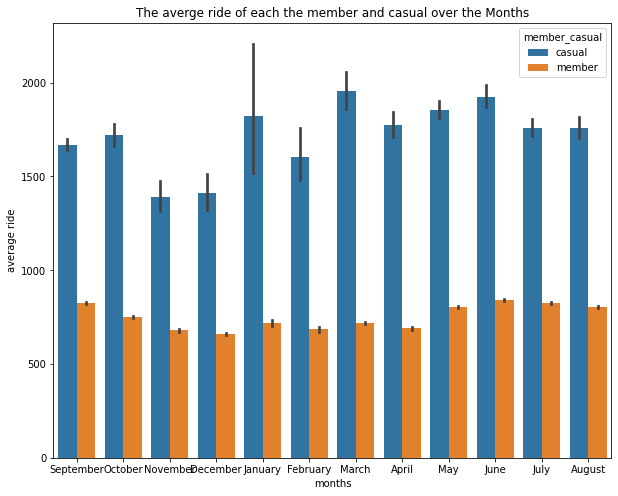 The averge ride of each the member and casual over the Months
member_casual
casual
member
2000
1500
1000
500
0
average ride
September October November December January February March April May June July August
months